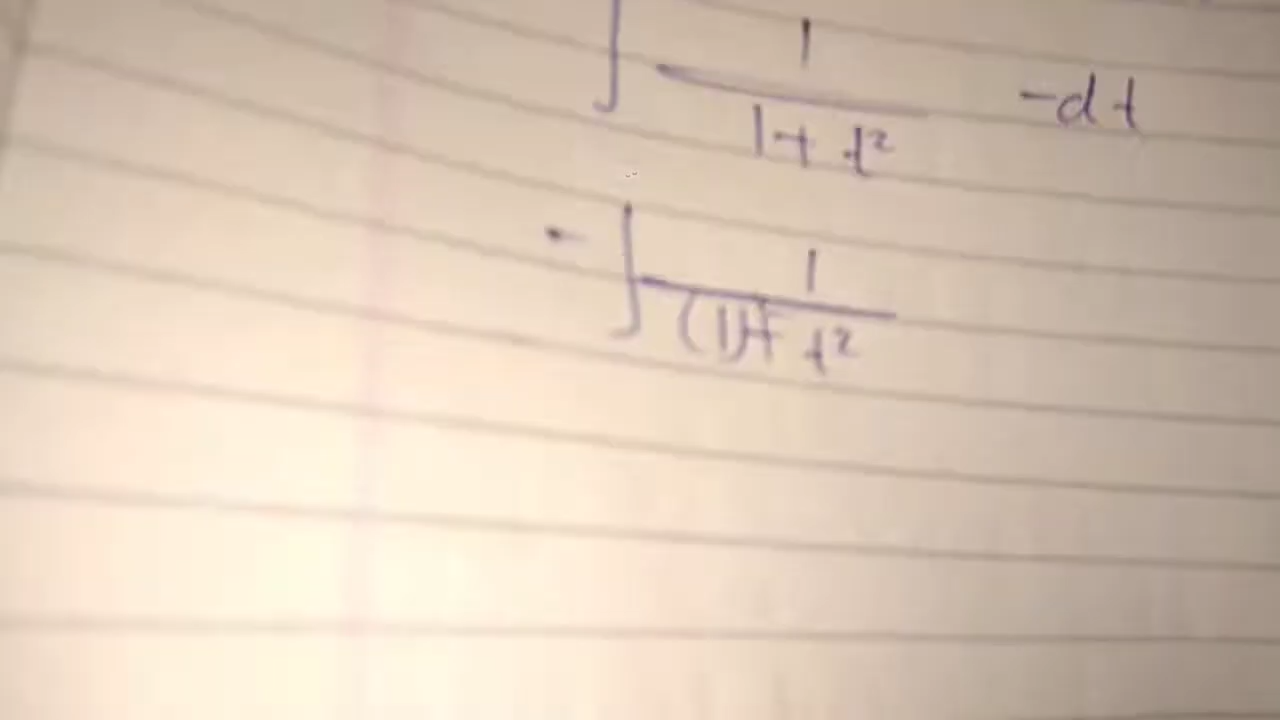 ∫ 1/(1+t²) -dt
- ∫ 1/((1)+t²)